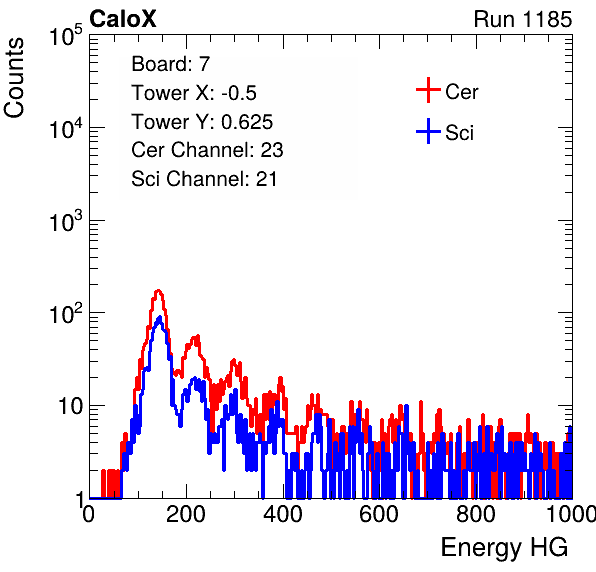 CaloX Run 1185
Counts
10^5
10^4
10^3
10^2
10
1
Board: 7
Tower X: -0.5
Tower Y: 0.625
Cer Channel: 23
Sci Channel: 21
Cer
Sci
0 200 400 600 800 1000
Energy HG